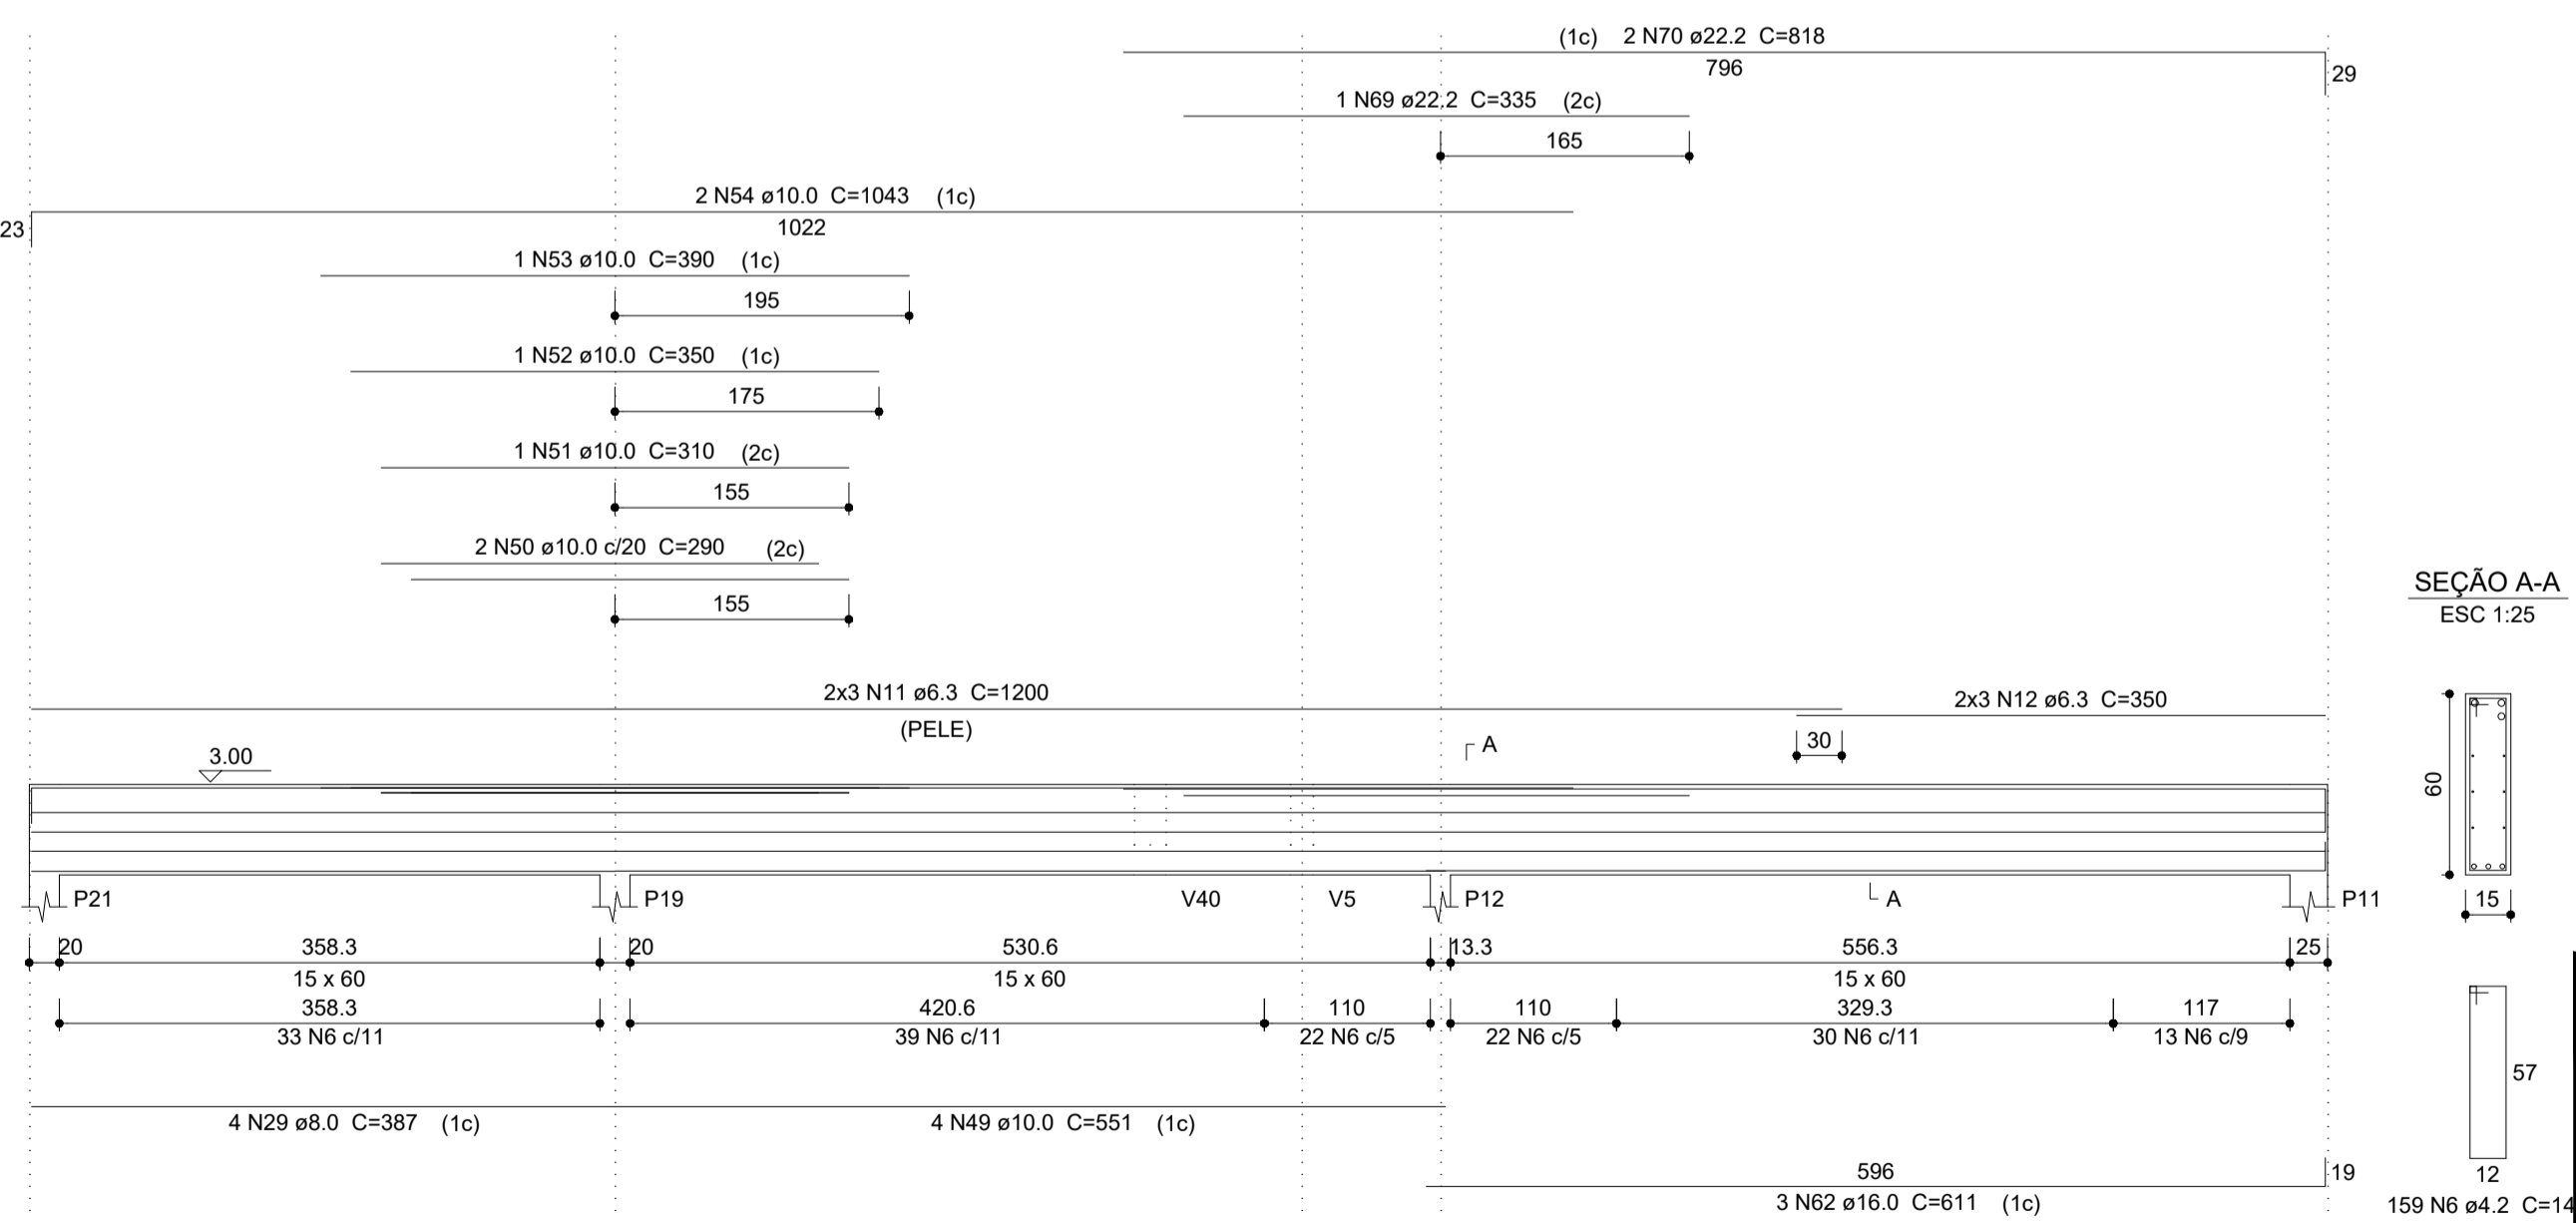 (1c) 2 N70 ø22.2 C=818
796
29
1 N69 ø22.2 C=335 (2c)
165
2 N54 ø10.0 C=1043 (1c)
23
1022
1 N53 ø10.0 C=390 (1c)
195
1 N52 ø10.0 C=350 (1c)
175
1 N51 ø10.0 C=310 (2c)
155
2 N50 ø10.0 c/20 C=290 (2c)
155
SEÇÃO A-A
ESC 1:25
2x3 N11 ø6.3 C=1200
(PELE)
2x3 N12 ø6.3 C=350
30
A
3.00
60
15
P21 P19 V40 V5 P12 A P11
20 358.3 20 530.6 13.3 556.3 25
15 x 60 15 x 60 15 x 60
358.3 420.6 110 110 329.3 117
33 N6 c/11 39 N6 c/11 22 N6 c/5 22 N6 c/5 30 N6 c/11 13 N6 c/9
57
12
4 N29 ø8.0 C=387 (1c) 4 N49 ø10.0 C=551 (1c)
596
19
3 N62 ø16.0 C=611 (1c)
159 N6 ø4.2 C=14